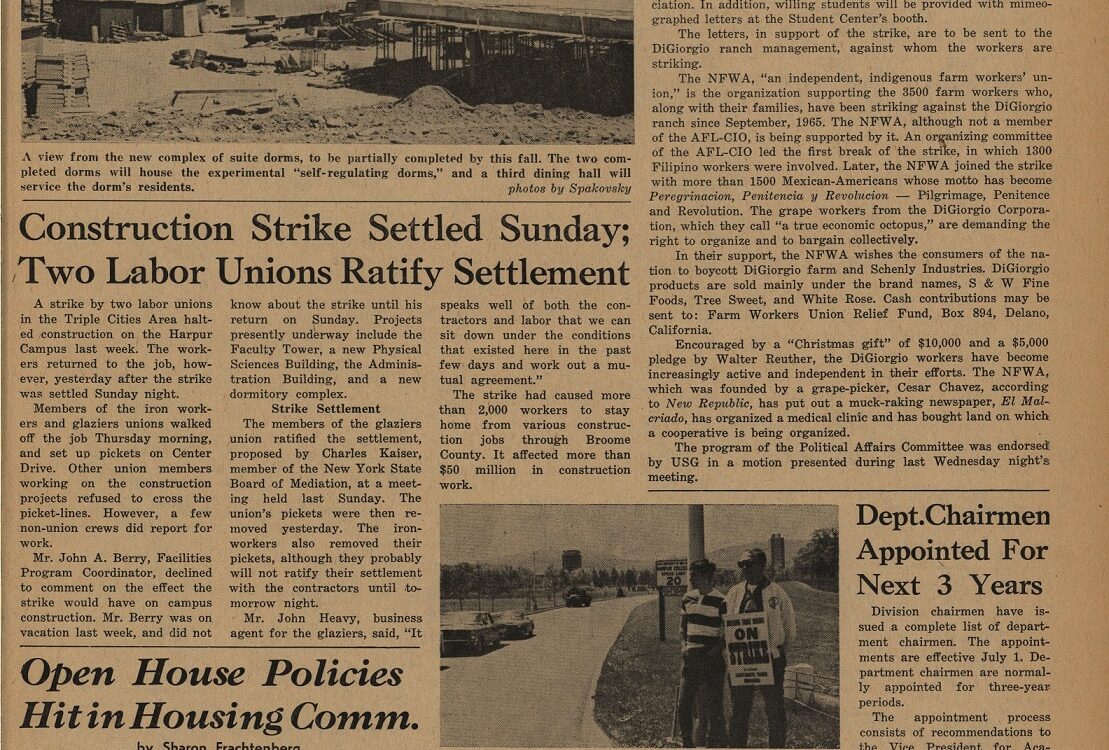 A view from the new complex of suite dorms, to be partially completed by this fall. The two com-
pleted dorms will house the experimental “self-regulating dorms,” and a third dining hall will
service the dorm’s residents.
photos by Spakovsky
Construction Strike Settled Sunday;
Two Labor Unions Ratify Settlement
A strike by two labor unions
in the Triple Cities Area halt-
ed construction on the Harpur
Campus last week. The work-
ers returned to the job, how-
ever, yesterday after the strike
was settled Sunday night.
Members of the iron work-
ers and glaziers unions walked
off the job Thursday morning,
and set up pickets on Center
Drive. Other union members
working on the construction
projects refused to cross the
picket-lines. However, a few
non-union crews did report for
work.
Mr. John A. Berry, Facilities
Program Coordinator, declined
to comment on the effect the
strike would have on campus
construction. Mr. Berry was on
vacation last week, and did not
know about the strike until his
return on Sunday. Projects
presently underway include the
Faculty Tower, a new Physical
Sciences Building, the Adminis-
tration Building, and a new
dormitory complex.
Strike Settlement
The members of the glaziers
union ratified the settlement,
proposed by Charles Kaiser,
member of the New York State
Board of Mediation, at a meet-
ing held last Sunday. The
union’s pickets were then re-
moved yesterday. The iron-
workers also removed their
pickets, although they probably
will not ratify their settlement
with the contractors until to-
morrow night.
Mr. John Heavy, business
agent for the glaziers, said, “It
speaks well of both the con-
tractors and labor that we can
sit down under the conditions
that existed here in the past
few days and work out a mu-
tual agreement.”
The strike had caused more
than 2,000 workers to stay
home from various construc-
tion jobs through Broome
County. It affected more than
$50 million in construction
work.
ciation. In addition, willing students will be provided with mimeo-
graphed letters at the Student Center’s booth.
The letters, in support of the strike, are to be sent to the
DiGiorgio ranch management, against whom the workers are
striking.
The NFWA, “an independent, indigenous farm workers’ un-
ion,” is the organization supporting the 3500 farm workers who,
along with their families, have been striking against the DiGiorgio
ranch since September, 1965. The NFWA, although not a member
of the AFL-CIO, is being supported by it. An organizing committee
of the AFL-CIO led the first break of the strike, in which 1300
Filipino workers were involved. Later, the NFWA joined the strike
with more than 1500 Mexican-Americans whose motto has become
Peregrinacion, Penitencia y Revolucion — Pilgrimage, Penitence
and Revolution. The grape workers from the DiGiorgio Corpora-
tion, which they call “a true economic octopus,” are demanding the
right to organize and to bargain collectively.
In their support, the NFWA wishes the consumers of the na-
tion to boycott DiGiorgio farm and Schenly Industries. DiGiorgio
products are sold mainly under the brand names, S & W Fine
Foods, Tree Sweet, and White Rose. Cash contributions may be
sent to: Farm Workers Union Relief Fund, Box 894, Delano,
California.
Encouraged by a “Christmas gift” of $10,000 and a $5,000
pledge by Walter Reuther, the DiGiorgio workers have become
increasingly active and independent in their efforts. The NFWA,
which was founded by a grape-picker, Cesar Chavez, according
to New Republic, has put out a muck-raking newspaper, El Mal-
criado, has organized a medical clinic and has bought land on which
a cooperative is being organized.
The program of the Political Affairs Committee was endorsed
by USG in a motion presented during last Wednesday night’s
meeting.
20
ON
STRIKE
Dept.Chairmen
Appointed For
Next 3 Years
Division chairmen have is-
sued a complete list of depart-
ment chairmen. The appoint-
ments are effective July 1. De-
partment chairmen are normal-
ly appointed for three-year
periods.
The appointment process
consists of recommendations to
the Vice President for Aca-
Open House Policies
Hit in Housing Comm.
by Sharon Frachtenberg